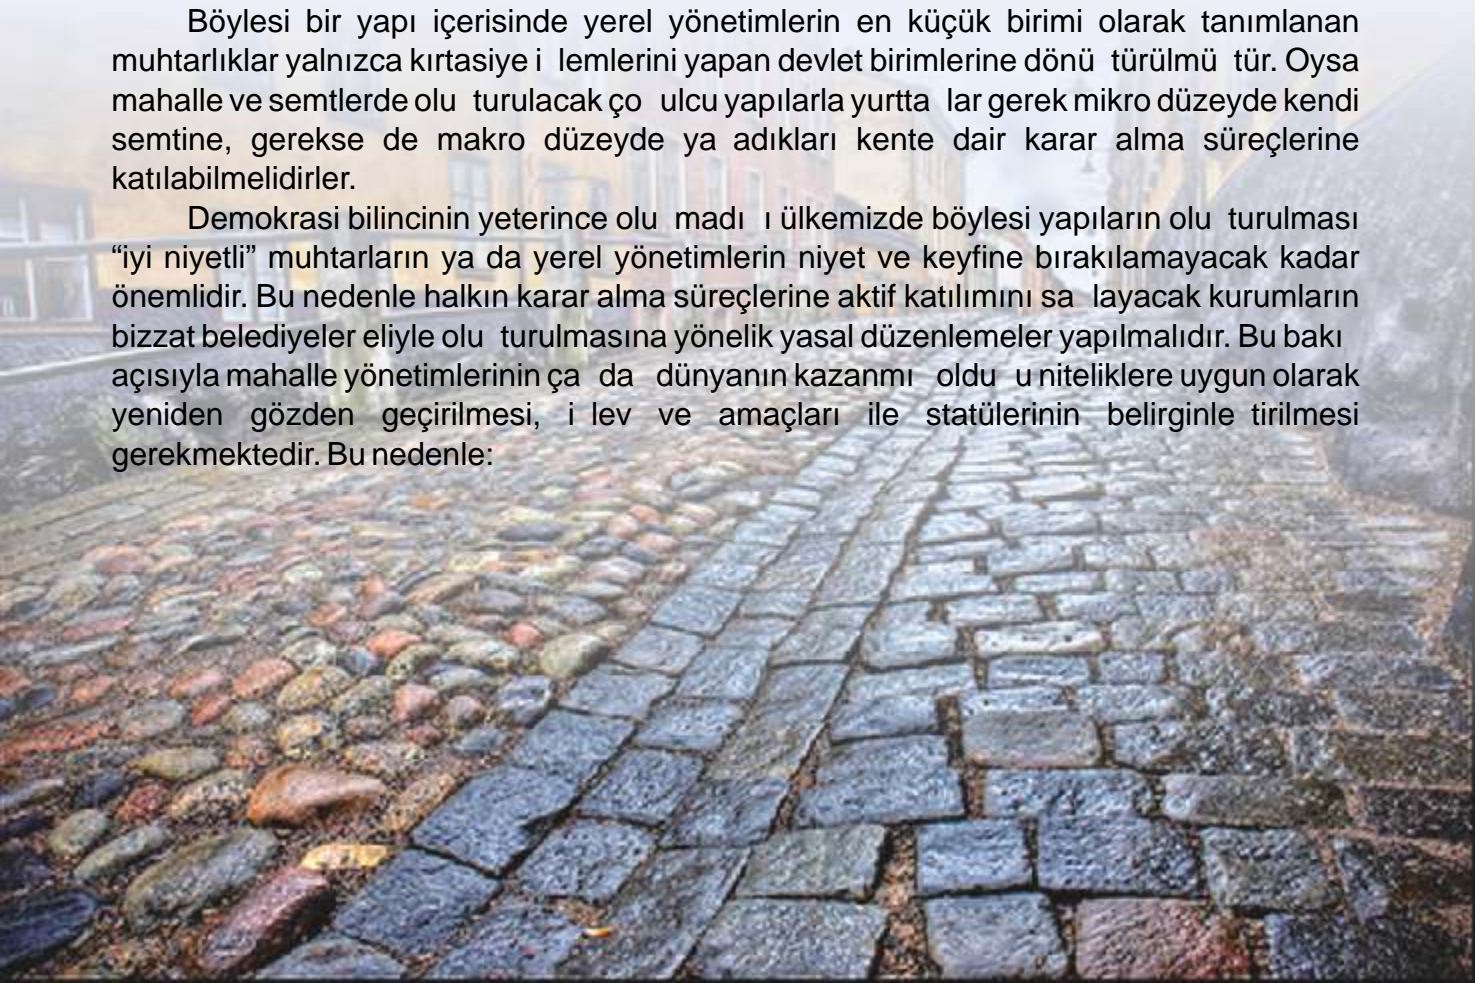 Böylesi bir yapı içerisinde yerel yönetimlerin en küçük birimi olarak tanımlanan
muhtarlıklar yalnızca kırtasiye i lemlerini yapan devlet birimlerine dönü türülmü tür. Oysa
mahalle ve semtlerde olu turulacak ço ulcu yapılarla yurtta lar gerek mikro düzeyde kendi
semtine, gerekse de makro düzeyde ya adıkları kente dair karar alma süreçlerine
katılabilmelidirler.
Demokrasi bilincinin yeterince olu madı ı ülkemizde böylesi yapıların olu turulması
“iyi niyetli” muhtarların ya da yerel yönetimlerin niyet ve keyfine bırakılamayacak kadar
önemlidir. Bu nedenle halkın karar alma süreçlerine aktif katılımını sa layacak kurumların
bizzat belediyeler eliyle olu turulmasına yönelik yasal düzenlemeler yapılmalıdır. Bu bakı
açısıyla mahalle yönetimlerinin ça da dünyanın kazanmı oldu u niteliklere uygun olarak
yeniden gözden geçirilmesi, i lev ve amaçları ile statülerinin belirginle tirilmesi
gerekmektedir. Bu nedenle: